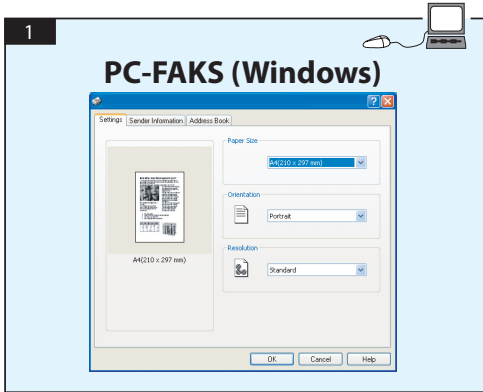 1
PC-FAKS (Windows)
Settings Sender Information Address Book
Paper Size
A4(210 x 297 mm)
Orientation
Portrait
A4(210 x 297 mm)
Resolution
Standard
OK Cancel Help